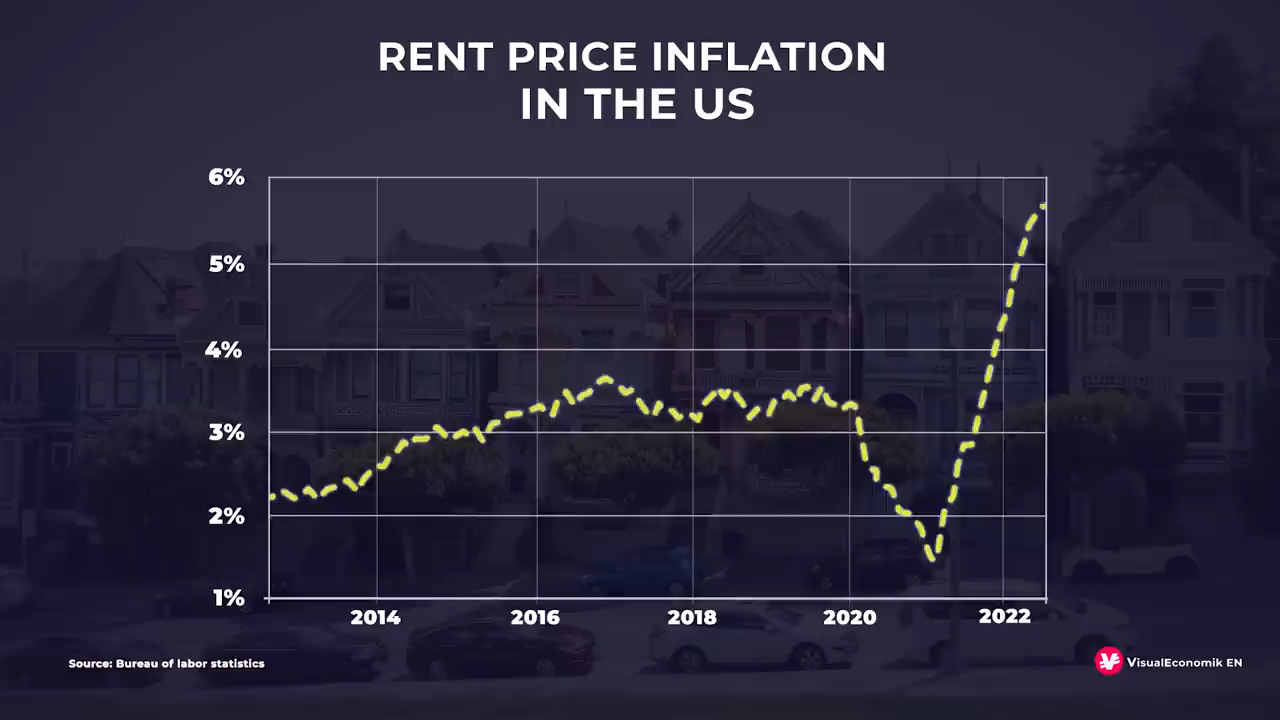 RENT PRICE INFLATION
IN THE US
6%
5%
4%
3%
2%
1%
2014 2016 2018 2020 2022
Source: Bureau of labor statistics
VisualEconomik EN